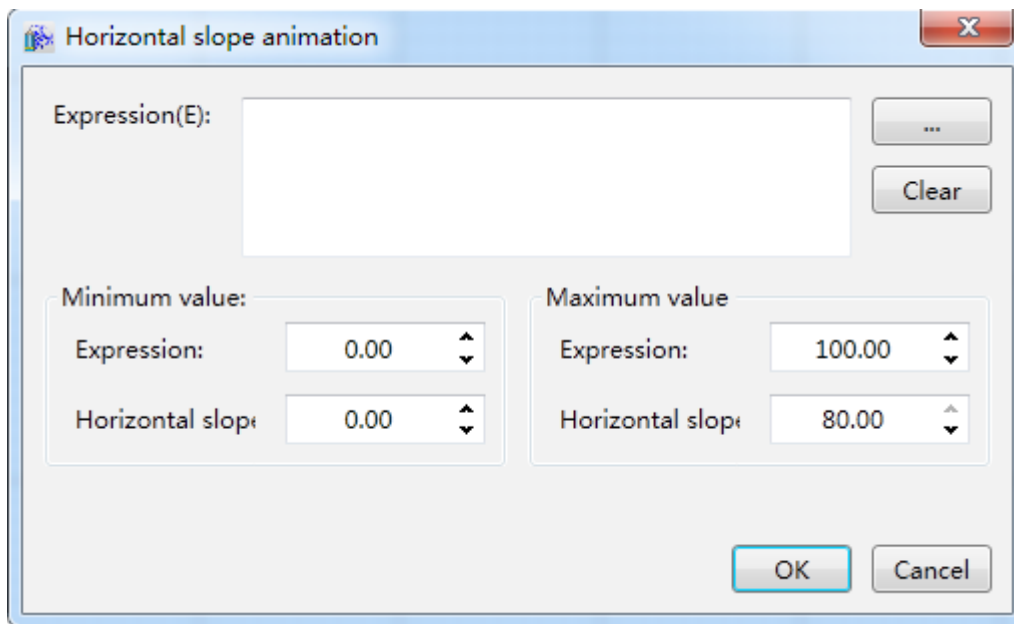 Horizontal slope animation
Expression(E):
...
Clear
Minimum value:
Maximum value
Expression: 0.00
Expression: 100.00
Horizontal slope 0.00
Horizontal slope 80.00
OK
Cancel